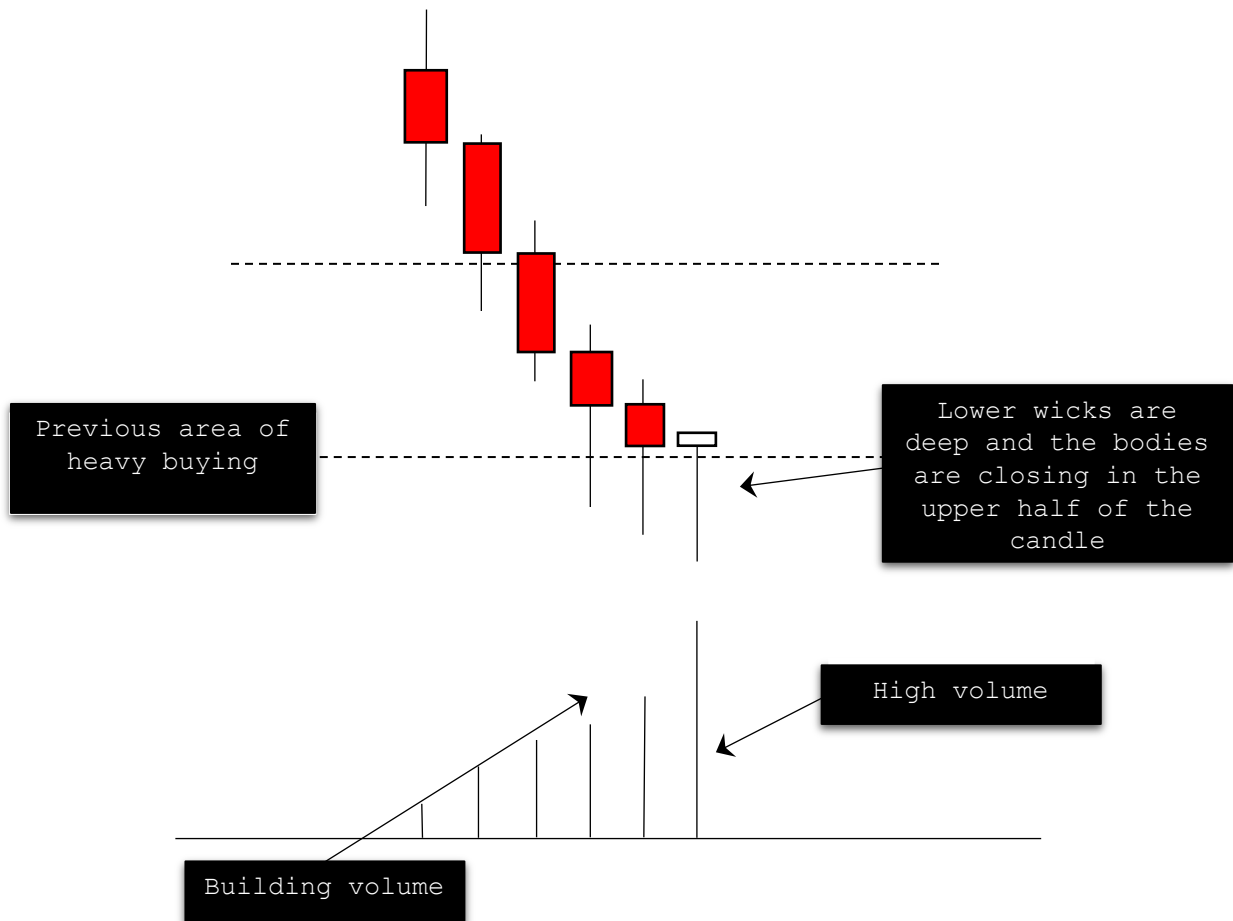 Previous area of
heavy buying
Lower wicks are
deep and the bodies
are closing in the
upper half of the
candle
High volume
Building volume